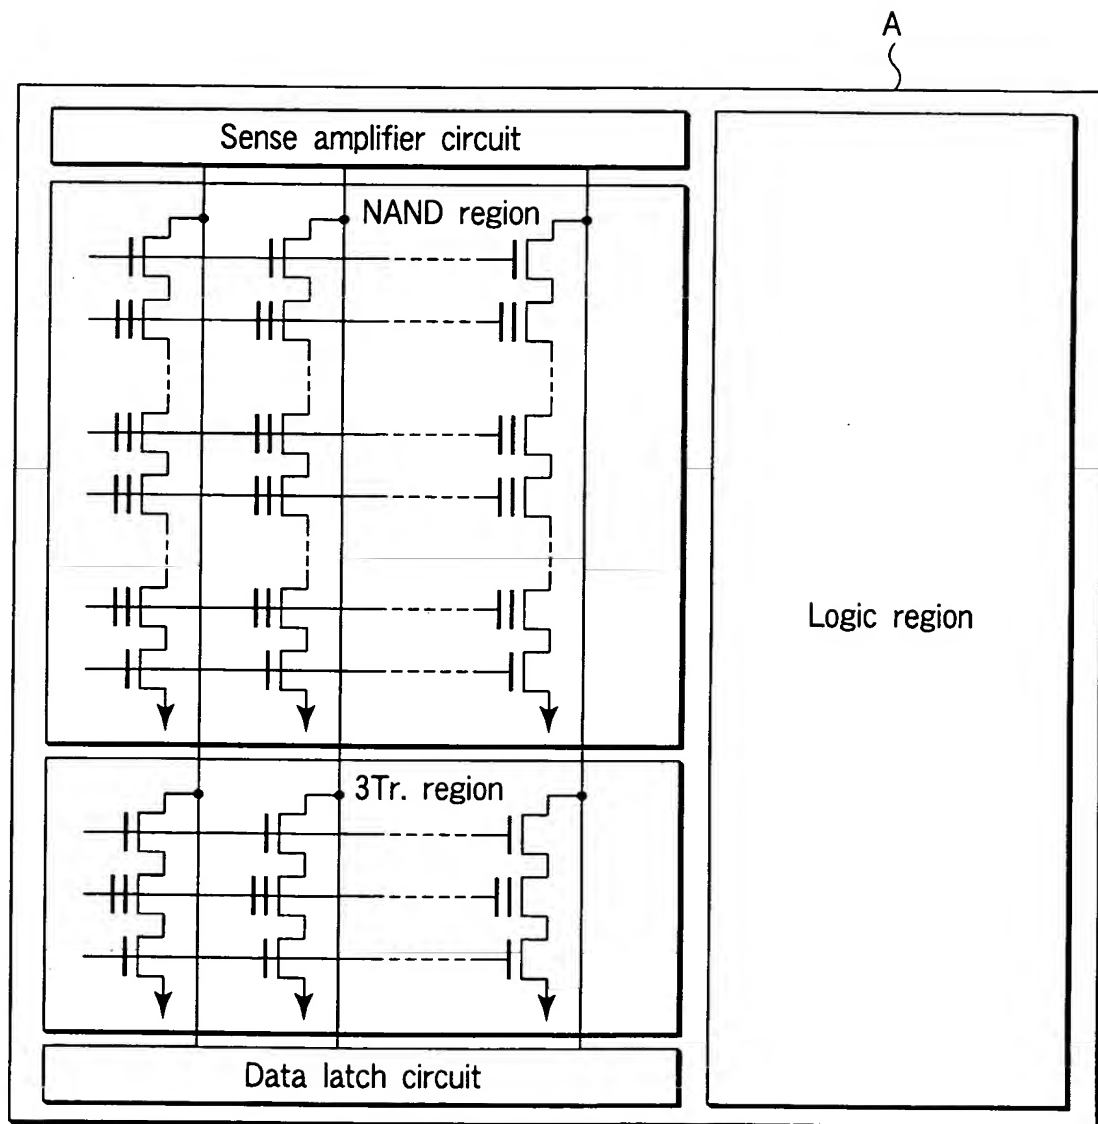 A
Sense amplifier circuit
NAND region
Logic region
3Tr. region
Data latch circuit